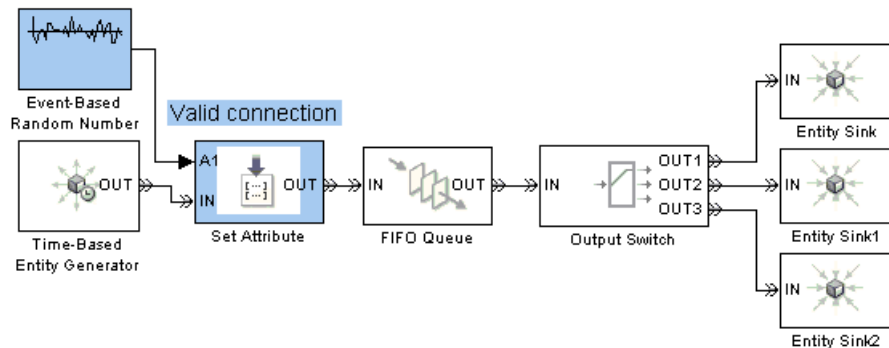 Event-Based
Random Number
Valid connection
A1
IN
OUT
Set Attribute
OUT
Time-Based
Entity Generator
IN
OUT
FIFO Queue
IN
OUT1
OUT2
OUT3
Output Switch
IN
Entity Sink
IN
Entity Sink1
IN
Entity Sink2